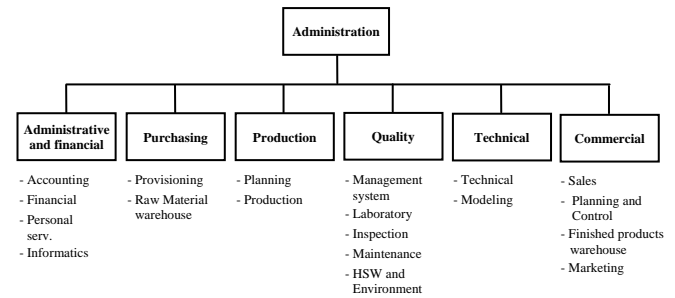 Administration
Administrative
and financial
Purchasing
Production
Quality
Technical
Commercial
- Accounting
- Financial
- Personal
serv.
- Informatics
- Provisioning
- Raw Material
warehouse
- Planning
- Production
- Management
system
- Laboratory
- Inspection
- Maintenance
- HSW and
Environment
- Technical
- Modeling
- Sales
- Planning and
Control
- Finished products
warehouse
- Marketing